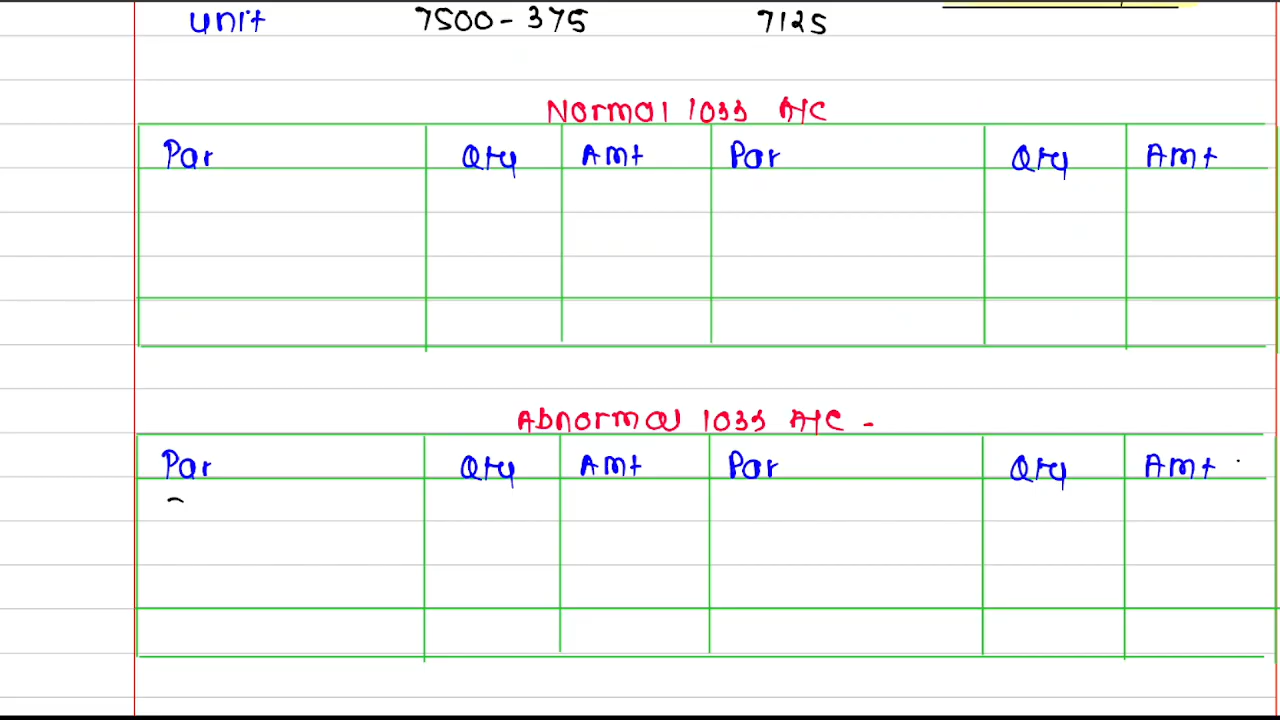 unit 7500 - 375 7125
Normal loss A/C
Par Qty Amt Par Qty Amt
Abnormal loss A/C -
Par Qty Amt Par Qty Amt